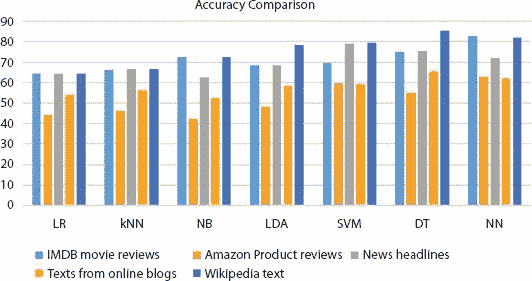 Accuracy Comparison
90
80
70
60
50
40
30
20
10
0
LR kNN NB LDA SVM DT NN
IMDB movie reviews Amazon Product reviews News headlines
Texts from online blogs Wikipedia text